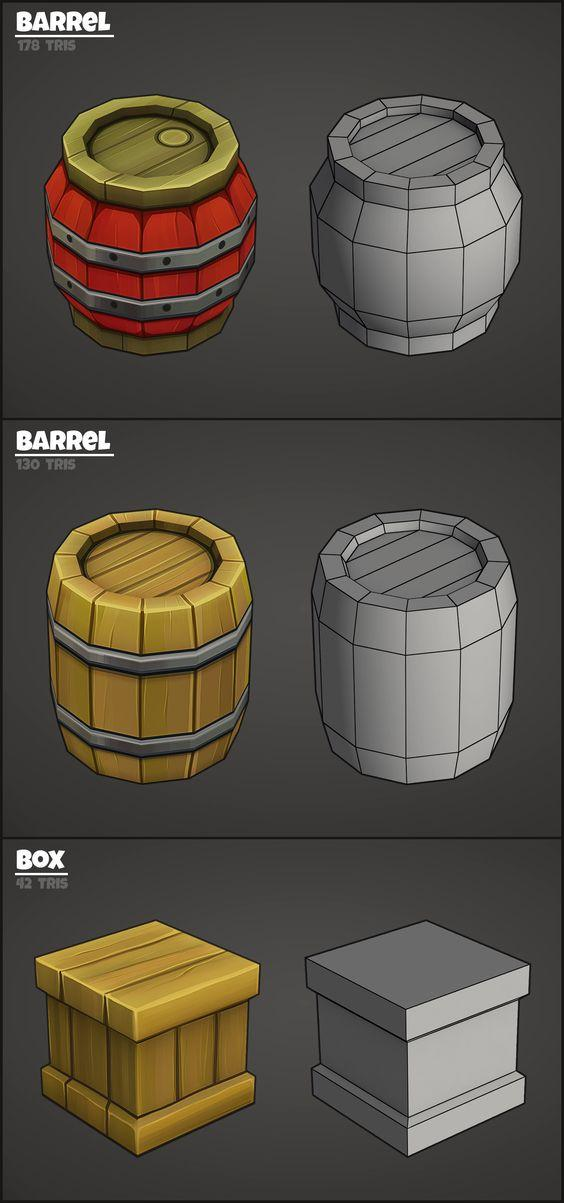 BARREL
178 TRIS
BARREL
130 TRIS
BOX
42 TRIS